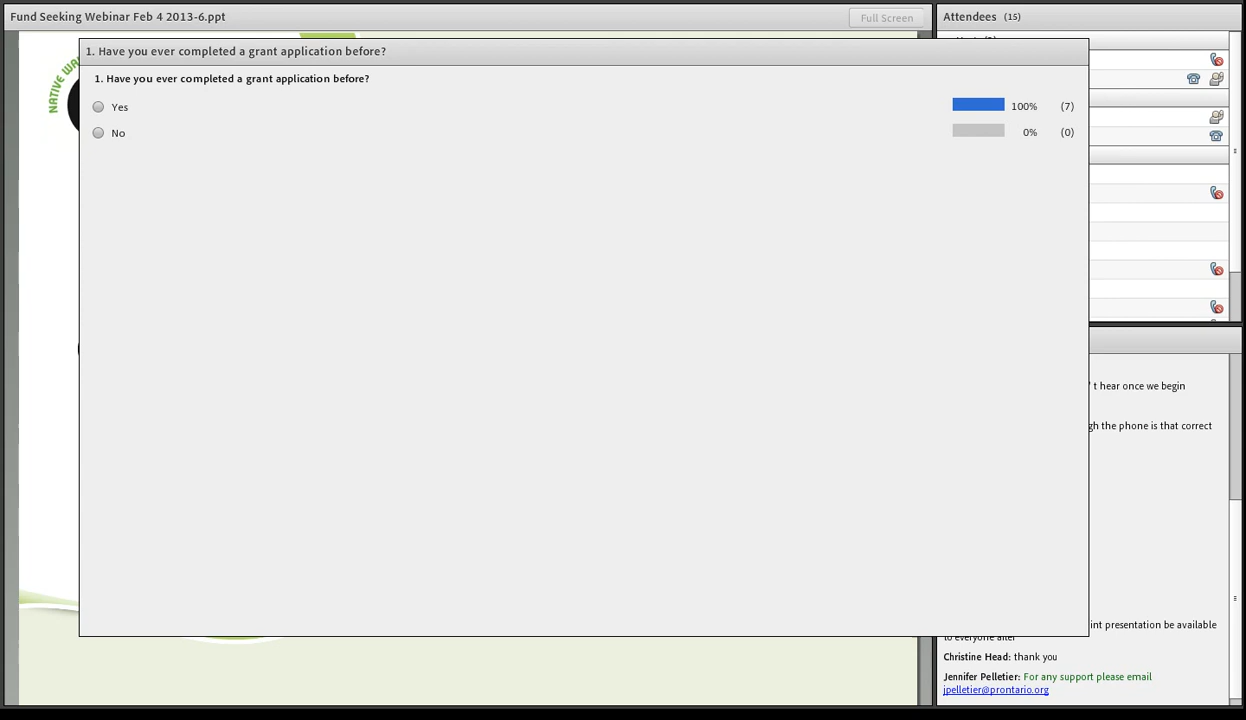 Fund Seeking Webinar Feb 4 2013-6.ppt
Full Screen
Attendees (15)
1. Have you ever completed a grant application before?
1. Have you ever completed a grant application before?
Yes 100% (7)
No 0% (0)
NATIVE
t hear once we begin
gh the phone is that correct
int presentation be available
to everyone
Christine Head: thank you
Jennifer Pelletier: For any support please email
jpelletier@prontario.org